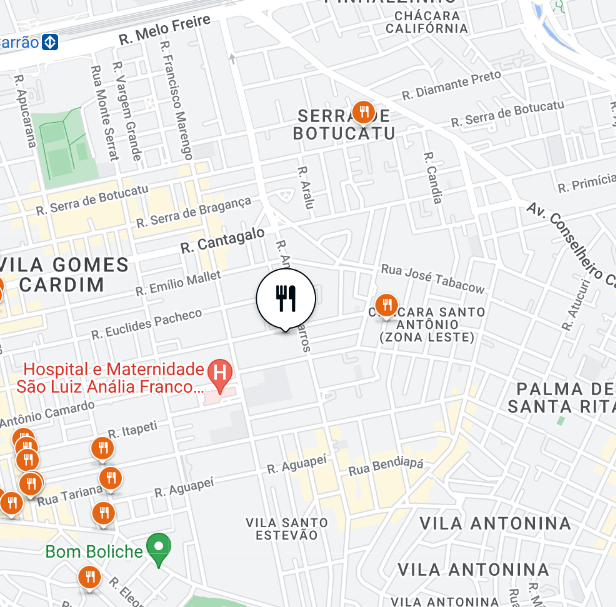 CHÁCARA
CALIFÓRNIA
Carrão
R. Melo Freire
R. Apucarana
Rua Monte Serrat
R. Vargem Grande
R. Francisco Marengo
R. Diamante Preto
SERRA DE
BOTUCATU
R. Serra de Botucatu
R. Candia
R. Aralu
R. Primícia
R. Serra de Botucatu
R. Serra de Bragança
Av. Conselheiro C
R. Cantagalo
VILA GOMES
CARDIM
R. Emílio Mallet
Rua José Tabacow
R. Atucuri
R. Euclides Pacheco
CHÁCARA SANTO
ANTÔNIO
(ZONA LESTE)
Hospital e Maternidade
São Luiz Anália Franco...
H
PALMA DE
SANTA RITA
Antônio Camardo
R. Itapeti
R. Aguapeí
Rua Bendiapá
Rua Tariana
R. Aguapeí
VILA SANTO
ESTEVÃO
VILA ANTONINA
Bom Boliche
VILA ANTONINA
VILA ANTONINA